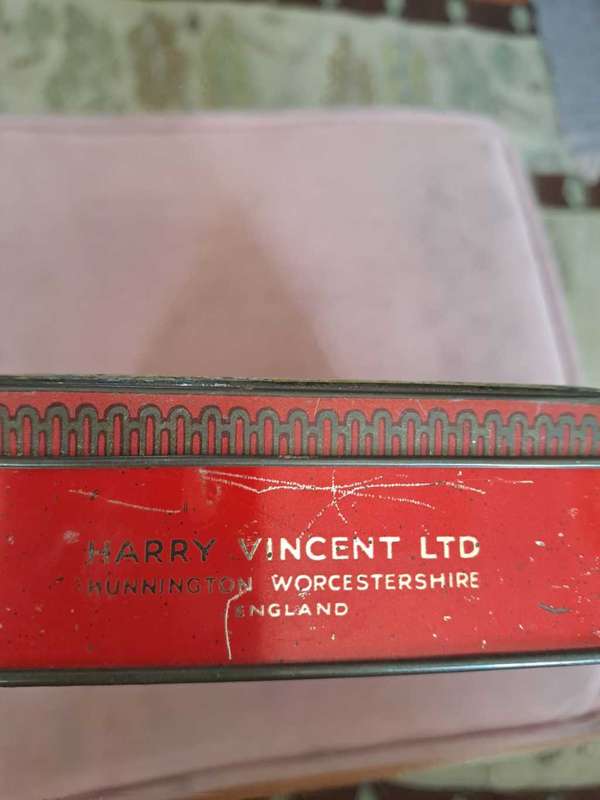 HARRY VINCENT LTD
HUNNINGTON WORCESTERSHIRE
ENGLAND